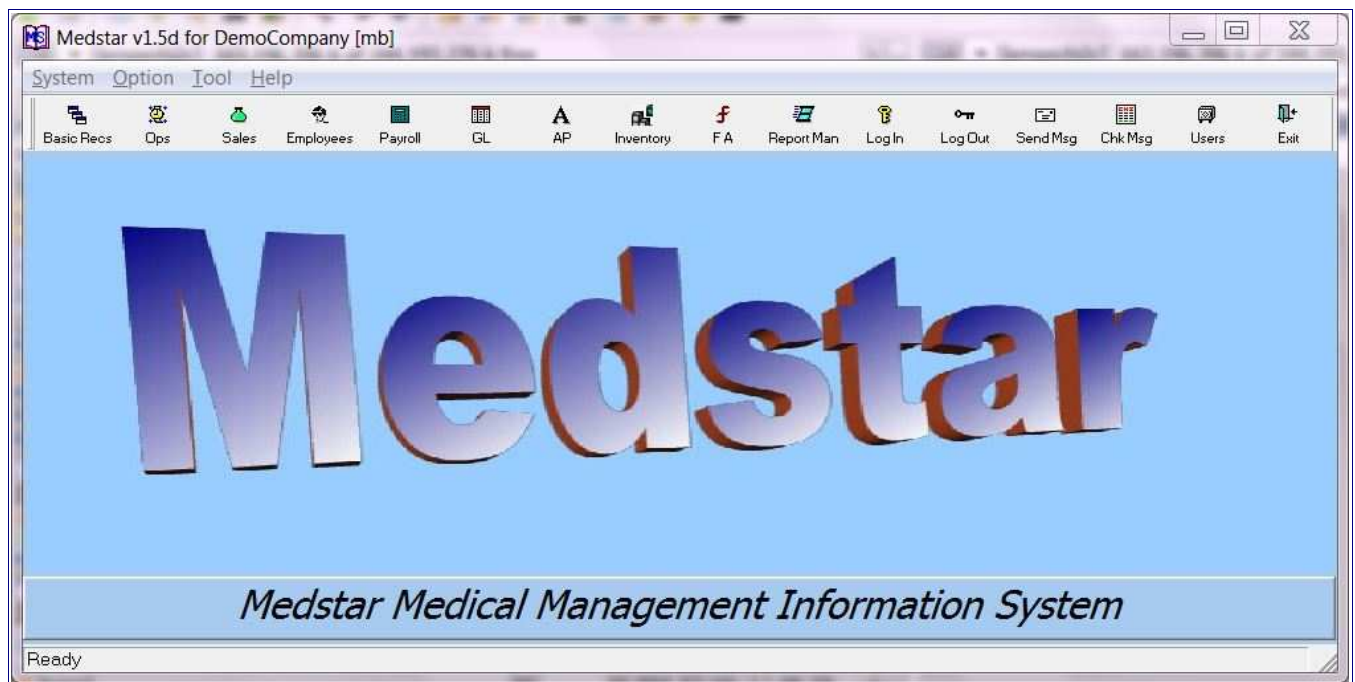 Medstar v1.5d for DemoCompany [mb]
System Option Tool Help
Basic Recs Ops Sales Employees Payroll GL AP Inventory F A Report Man Log In Log Out Send Msg Chk Msg Users Exit
Medstar
Medstar Medical Management Information System
Ready